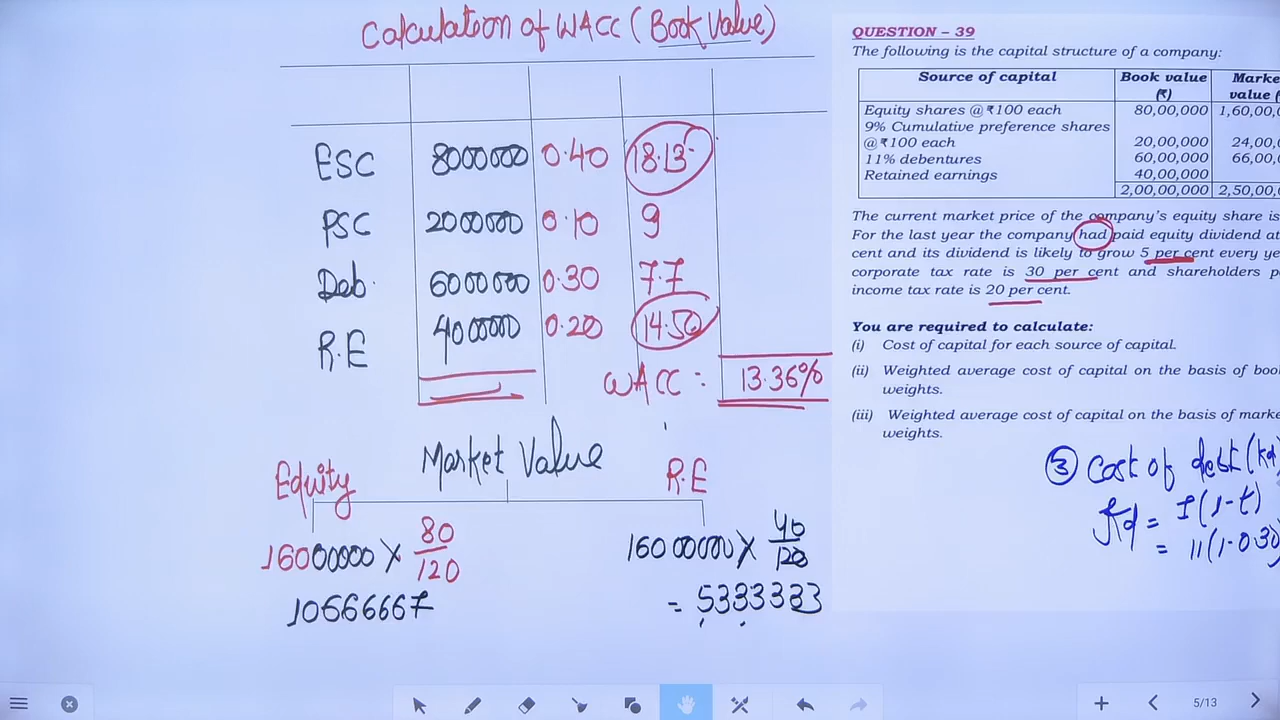 Calculation of WACC (Book Value)
ESC 8000000 0.40 18.13
PSC 2000000 0.10 9
Deb. 6000000 0.30 7.7
R.E 4000000 0.20 14.50
WACC: 13.36%
Market Value
Equity R.E
16000000 × 80/120 16000000 × 40/120
10666667 = 5333333
QUESTION – 39
The following is the capital structure of a company:
Source of capital Book value (₹) Marke value (
Equity shares @ ₹100 each 80,00,000 1,60,00,
9% Cumulative preference shares
@ ₹100 each 20,00,000 24,00,
11% debentures 60,00,000 66,00,
Retained earnings 40,00,000
2,00,00,000 2,50,00,
The current market price of the company's equity share is
For the last year the company had paid equity dividend at
cent and its dividend is likely to grow 5 per cent every ye
corporate tax rate is 30 per cent and shareholders p
income tax rate is 20 per cent.
You are required to calculate:
(i) Cost of capital for each source of capital.
(ii) Weighted average cost of capital on the basis of boo
weights.
(iii) Weighted average cost of capital on the basis of marke
weights.
③ Cost of debt (Kd)
Kd = I(1-t)
= 11(1-0.30)
5/13